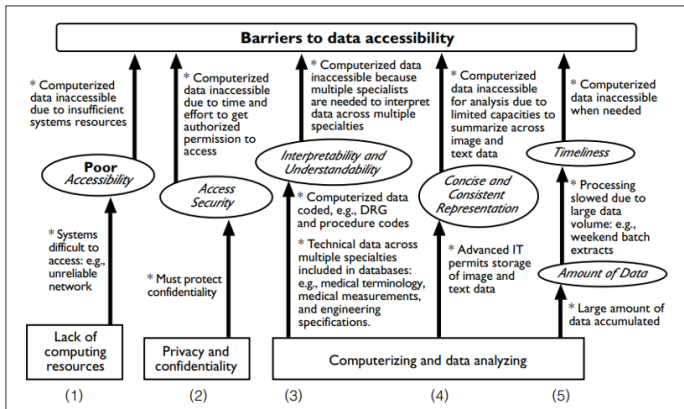 Barriers to data accessibility
* Computerized
data inaccessible
due to insufficient
systems resources
Poor
Accessibility
* Systems
difficult to
access: e.g.,
unreliable
network
Lack of
computing
resources
(1)
* Computerized
data inaccessible
due to time and
effort to get
authorized
permission to
access
Access
Security
* Must protect
confidentiality
Privacy and
confidentiality
(2)
* Computerized data
inaccessible because
multiple specialists
are needed to interpret
data across multiple
specialties
Interpretability and
Understandability
* Computerized data
coded, e.g., DRG
and procedure codes
* Technical data across
multiple specialties
included in databases:
e.g., medical terminology,
medical measurements,
and engineering
specifications.
(3)
* Computerized
data inaccessible
for analysis due to
limited capacities to
summarize across
image and
text data
Concise and
Consistent
Representation
* Advanced IT
permits storage
of image and
text data
(4)
* Computerized
data inaccessible
when needed
Timeliness
* Processing
slowed due to
large data
volume: e.g.,
weekend batch
extracts
Amount of Data
* Large amount of
data accumulated
Computerizing and data analyzing
(5)